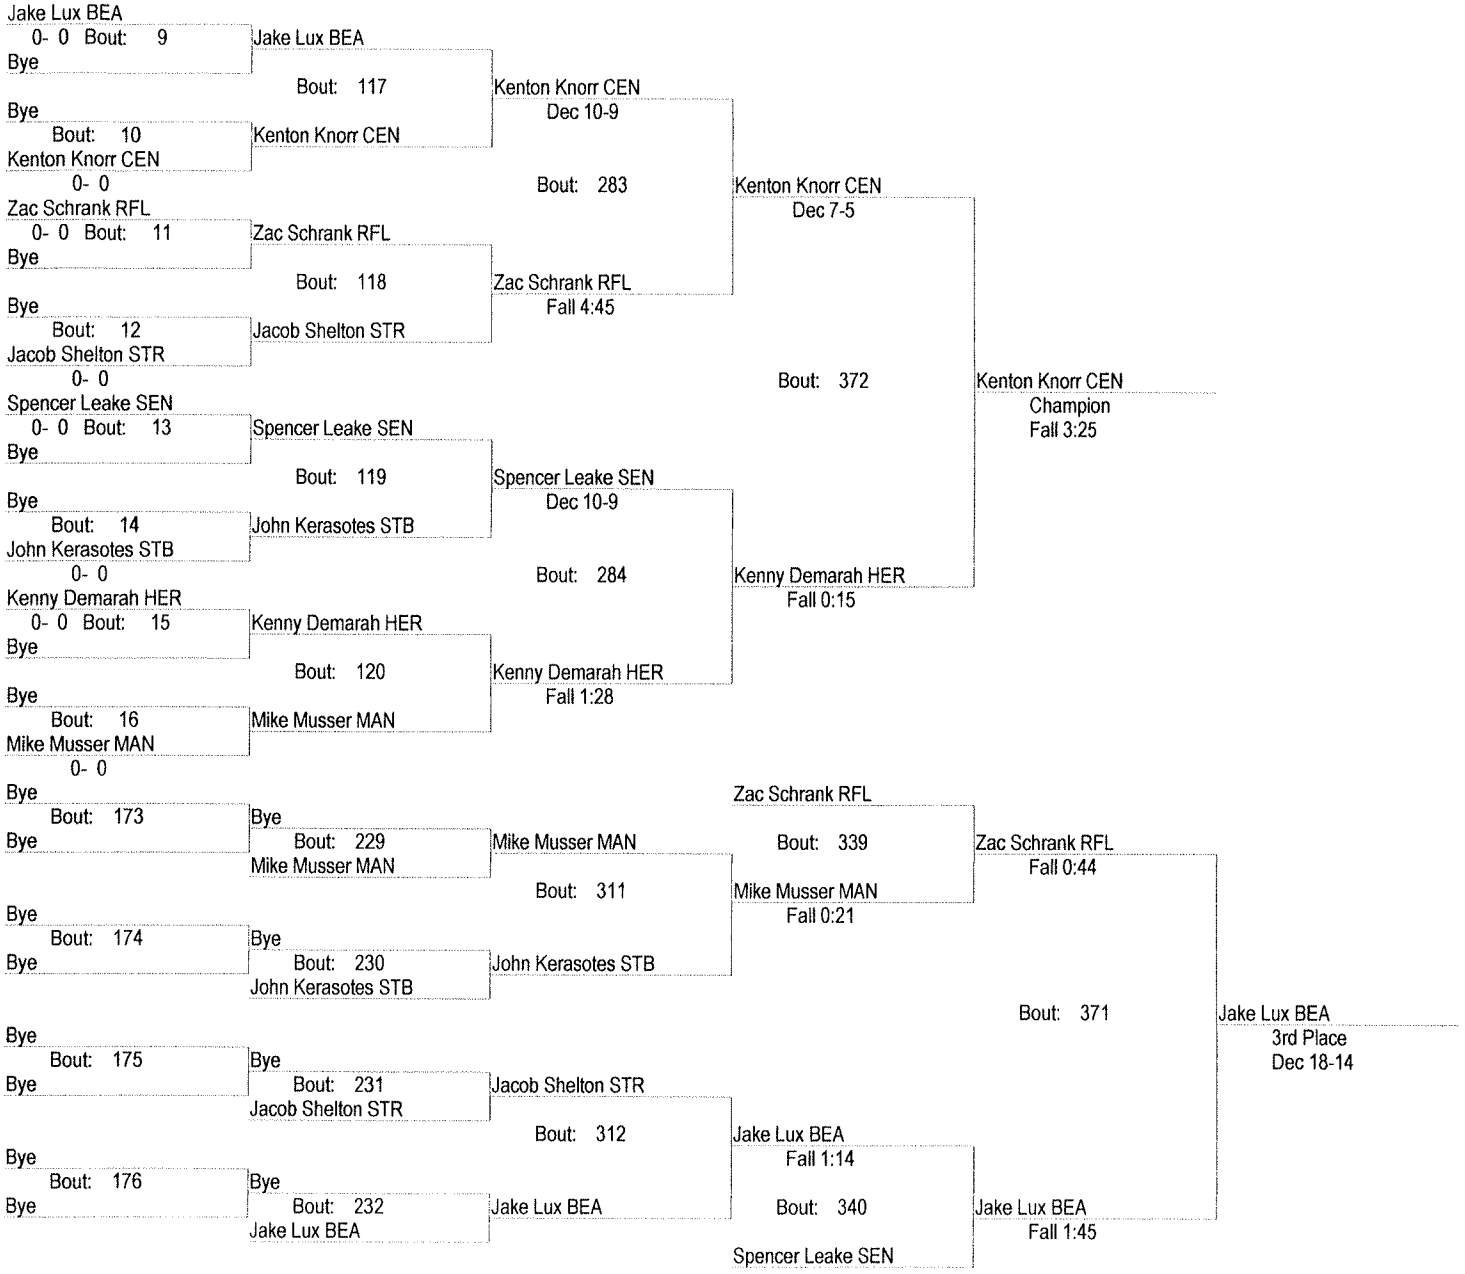 Jake Lux BEA
0- 0 Bout: 9
Bye
Jake Lux BEA
Bout: 117
Kenton Knorr CEN
Dec 10-9
Bye
Bout: 10
Kenton Knorr CEN
Kenton Knorr CEN
0- 0
Bout: 283
Kenton Knorr CEN
Dec 7-5
Zac Schrank RFL
0- 0 Bout: 11
Bye
Zac Schrank RFL
Bout: 118
Zac Schrank RFL
Fall 4:45
Bye
Bout: 12
Jacob Shelton STR
Jacob Shelton STR
0- 0
Bout: 372
Kenton Knorr CEN
Champion
Fall 3:25
Spencer Leake SEN
0- 0 Bout: 13
Bye
Spencer Leake SEN
Bout: 119
Spencer Leake SEN
Dec 10-9
Bye
Bout: 14
John Kerasotes STB
John Kerasotes STB
0- 0
Bout: 284
Kenny Demarah HER
Fall 0:15
Kenny Demarah HER
0- 0 Bout: 15
Bye
Kenny Demarah HER
Bout: 120
Kenny Demarah HER
Fall 1:28
Bye
Bout: 16
Mike Musser MAN
Mike Musser MAN
0- 0
Bye
Bout: 173
Bye
Bye
Bout: 229
Mike Musser MAN
Mike Musser MAN
Bout: 311
Zac Schrank RFL
Bout: 339
Mike Musser MAN
Fall 0:21
Zac Schrank RFL
Fall 0:44
Bye
Bout: 174
Bye
Bye
Bout: 230
John Kerasotes STB
John Kerasotes STB
Bout: 371
Jake Lux BEA
3rd Place
Dec 18-14
Bye
Bout: 175
Bye
Bye
Bout: 231
Jacob Shelton STR
Jacob Shelton STR
Bout: 312
Jake Lux BEA
Fall 1:14
Bye
Bout: 176
Bye
Bye
Bout: 232
Jake Lux BEA
Jake Lux BEA
Bout: 340
Spencer Leake SEN
Jake Lux BEA
Fall 1:45